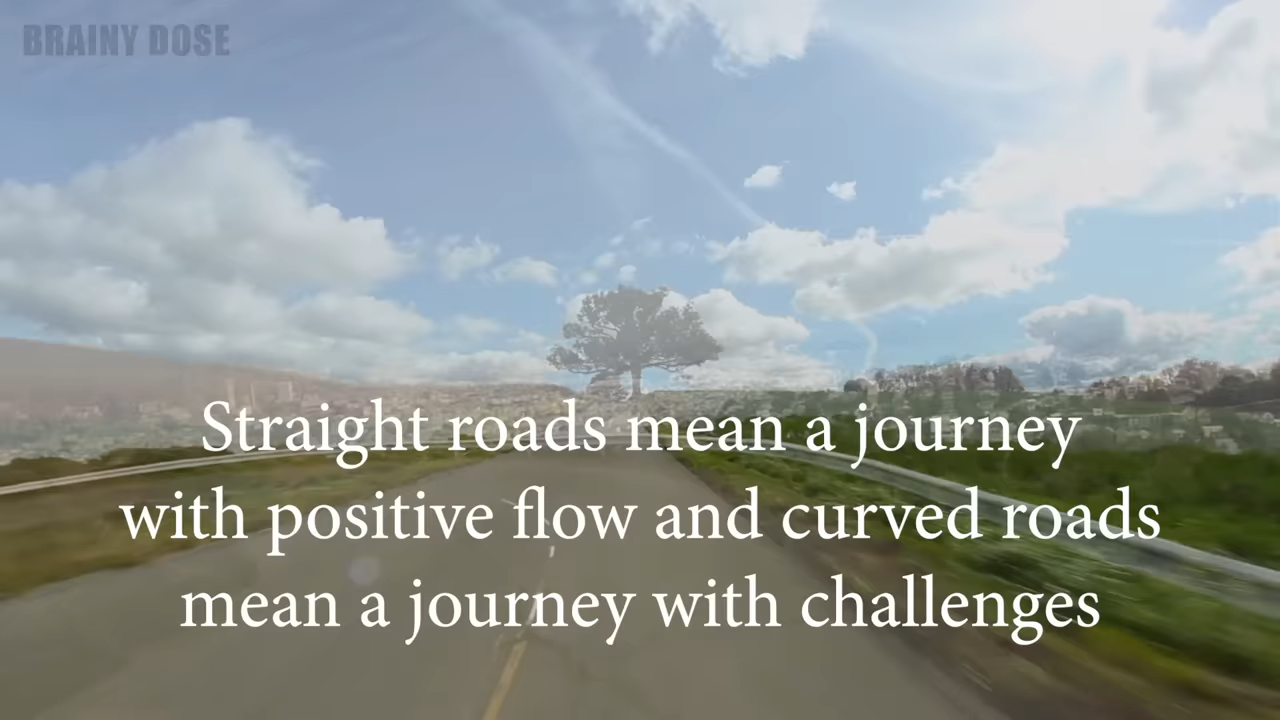 BRAINY DOSE
Straight roads mean a journey
with positive flow and curved roads
mean a journey with challenges